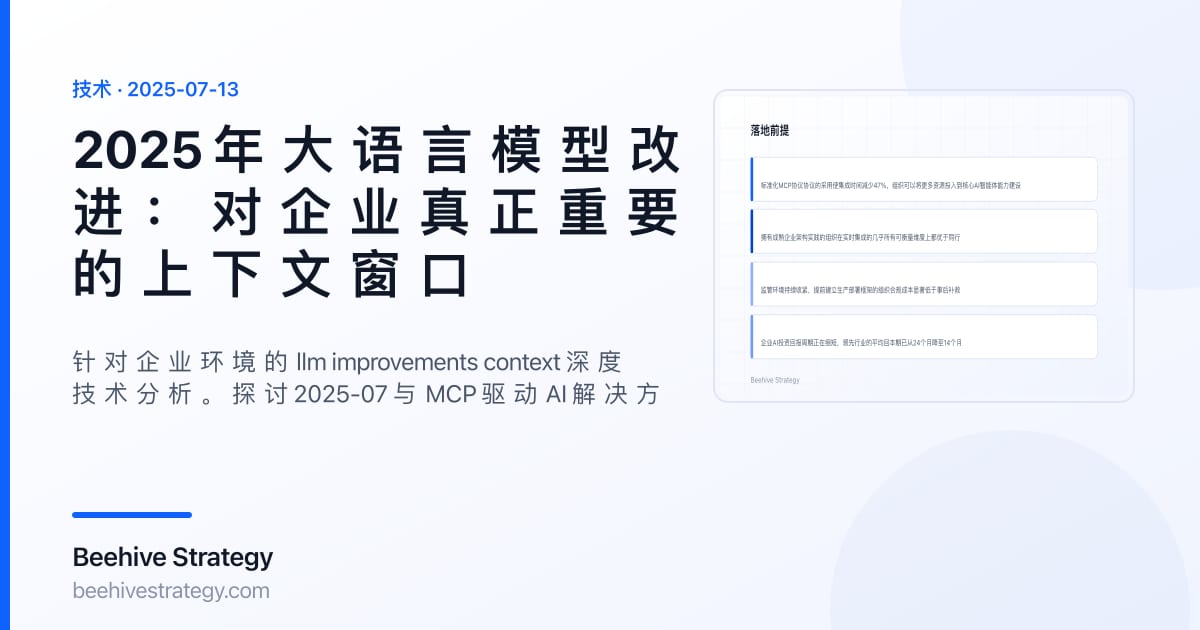 技术 · 2025-07-13
2025年大语言模型改
进：对企业真正重要
的上下文窗口
针对企业环境的 llm improvements context 深度
技术分析。探讨 2025-07 与 MCP 驱动 AI 解决方
Beehive Strategy
beehivestrategy.com
落地前提
标准化MCP协议协议的采用使集成时间减少47%，组织可以将更多资源投入到核心AI智能体能力建设
拥有成熟企业架构实践的组织在实时集成的几乎所有可衡量维度上都优于同行
监管环境持续收紧，提前建立生产部署框架的组织合规成本显著低于事后补救
企业AI投资回报周期正在缩短，领先行业的平均回本期已从24个月降至14个月
Beehive Strategy